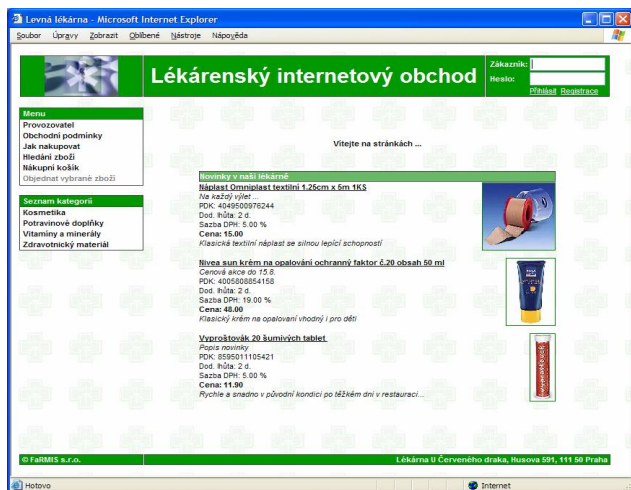 Levná lékárna - Microsoft Internet Explorer
Soubor Úpravy Zobrazit Oblíbené Nástroje Nápověda
Lékárenský internetový obchod
Zákazník:
Heslo:
Přihlásit Registrace
Menu
Provozovatel
Obchodní podmínky
Jak nakupovat
Hledání zboží
Nákupní košík
Objednat vybrané zboží
Seznam kategorií
Kosmetika
Potravinové doplňky
Vitamíny a minerály
Zdravotnický materiál
Vítejte na stránkách ...
Novinky v naší lékárně
Náplast Omniplast textilní 1.25cm x 5m 1KS
Na každý výlet ...
PDK: 4049500976244
Dod. lhůta: 2 d.
Sazba DPH: 5.00 %
Cena: 15.00
Klasická textilní náplast se silnou lepící schopností
Nivea sun krém na opalování ochranný faktor č.20 obsah 50 ml
Cenová akce do 15.8.
PDK: 4005808854158
Dod. lhůta: 2 d.
Sazba DPH: 19.00 %
Cena: 48.00
Klasický krém na opalovaní vhodný i pro děti
Vyprošťovák 20 šumivých tablet
Popis novinky
PDK: 8595011105421
Dod. lhůta: 2 d.
Sazba DPH: 5.00 %
Cena: 11.90
Rychle a snadno v původní kondici po těžkém dni v restauraci...
© FaRMIS s.r.o.
Lékárna U Červeného draka, Husova 591, 111 50 Praha
Hotovo
Internet